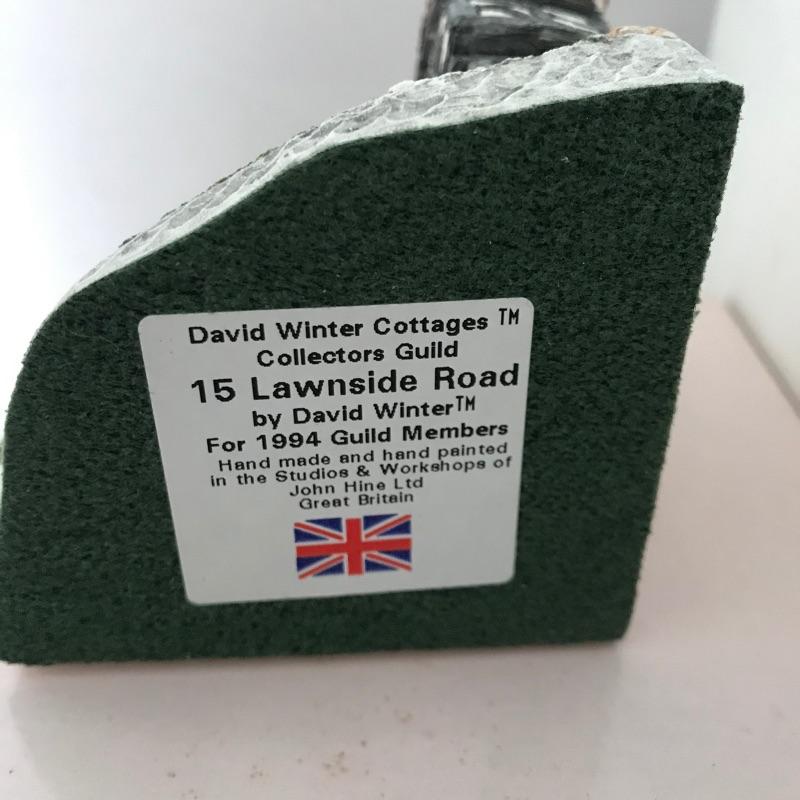 David Winter Cottages ™
Collectors Guild
15 Lawnside Road
by David Winter™
For 1994 Guild Members
Hand made and hand painted
in the Studios & Workshops of
John Hine Ltd
Great Britain